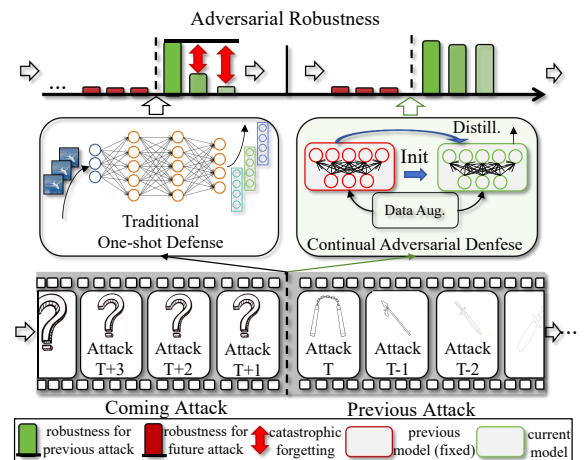 Adversarial Robustness
...
Distill.
Init
Data Aug.
Traditional
One-shot Defense
Continual Adversarial Denfese
? ? ? ?
Attack
T+3
Attack
T+2
Attack
T+1
Attack
T
Attack
T-1
Attack
T-2
...
Coming Attack
Previous Attack
robustness for
previous attack
robustness for
future attack
catastrophic
forgetting
previous
model (fixed)
current
model